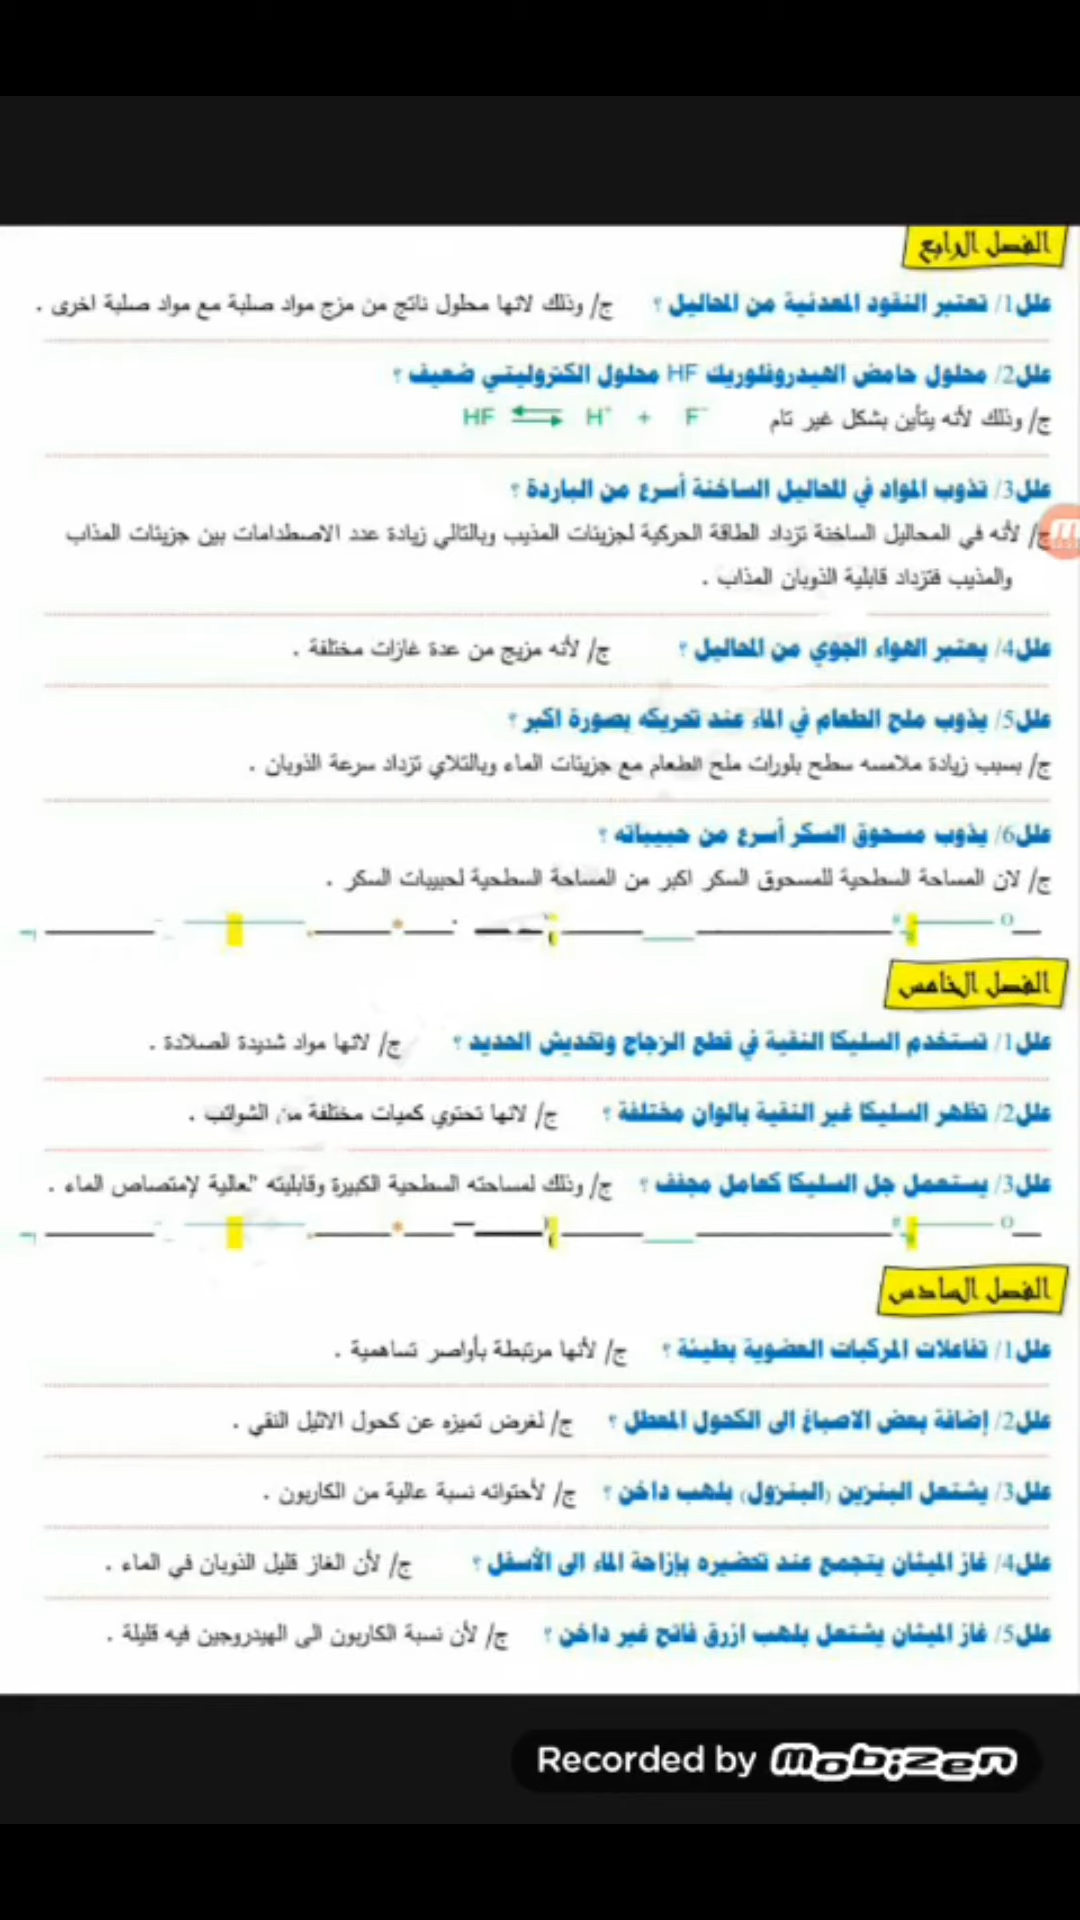 الفصل الرابع
علل1/ تعتبر النقود المعدنية من المحاليل ؟ ج/ وذلك لانها محلول ناتج من مزج مواد صلبة مع مواد صلبة اخرى .
علل2/ محلول حامض الهيدروفلوريك HF محلول الكتروليتي ضعيف ؟
ج/ وذلك لأنه يتأين بشكل غير تام HF ⇌ H⁺ + F⁻
علل3/ تذوب المواد في المحاليل الساخنة أسرع من الباردة ؟
ج/ لأنه في المحاليل الساخنة تزداد الطاقة الحركية لجزيئات المذيب وبالتالي زيادة عدد الاصطدامات بين جزيئات المذاب
والمذيب فتزداد قابلية الذوبان المذاب .
علل4/ يعتبر الهواء الجوي من المحاليل ؟ ج/ لأنه مزيج من عدة غازات مختلفة .
علل5/ يذوب ملح الطعام في الماء عند تحريكه بصورة اكبر ؟
ج/ بسبب زيادة ملامسه سطح بلورات ملح الطعام مع جزيئات الماء وبالتلاي تزداد سرعة الذوبان .
علل6/ يذوب مسحوق السكر أسرع من حبيباته ؟
ج/ لان المساحة السطحية للمسحوق السكر اكبر من المساحة السطحية لحبيبات السكر .
الفصل الخامس
علل1/ تستخدم السليكا النقية في قطع الزجاج وتخديش الحديد ؟ ج/ لانها مواد شديدة الصلادة .
علل2/ تظهر السليكا غير النقية بالوان مختلفة ؟ ج/ لانها تحتوي كميات مختلفة من الشوائب .
علل3/ يستعمل جل السليكا كعامل مجفف ؟ ج/ وذلك لمساحته السطحية الكبيرة وقابليته العالية لإمتصاص الماء .
الفصل السادس
علل1/ تفاعلات المركبات العضوية بطيئة ؟ ج/ لأنها مرتبطة بأواصر تساهمية .
علل2/ إضافة بعض الاصباغ الى الكحول المعطل ؟ ج/ لغرض تميزه عن كحول الاثيل النقي .
علل3/ يشتعل البنزين (البنزول) بلهب داخن ؟ ج/ لأحتوائه نسبة عالية من الكاربون .
علل4/ غاز الميثان يتجمع عند تحضيره بإزاحة الماء الى الأسفل ؟ ج/ لأن الغاز قليل الذوبان في الماء .
علل5/ غاز الميثان يشتعل بلهب ازرق فاتح غير داخن ؟ ج/ لأن نسبة الكاربون الى الهيدروجين فيه قليلة .
Recorded by mobizen